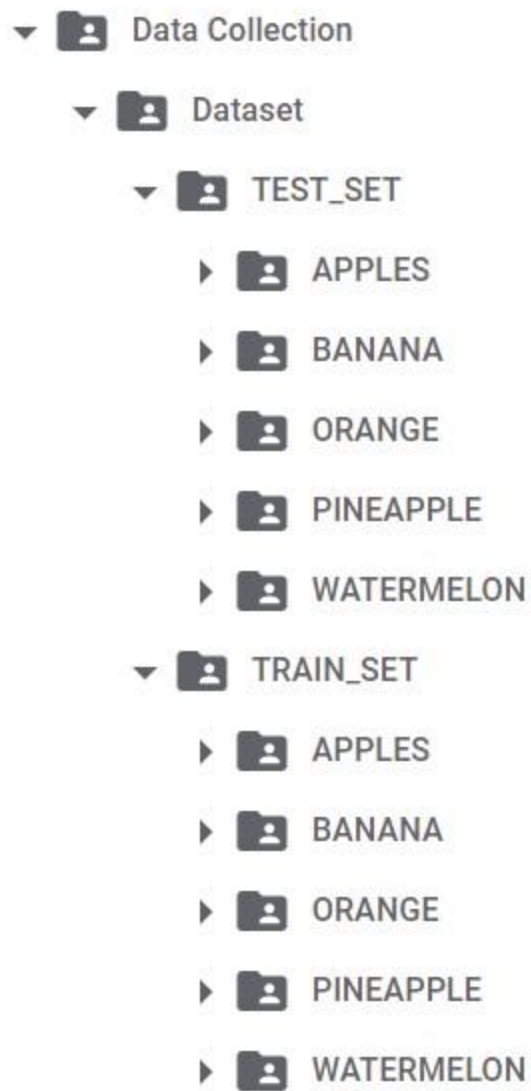 Data Collection
Dataset
TEST_SET
APPLES
BANANA
ORANGE
PINEAPPLE
WATERMELON
TRAIN_SET
APPLES
BANANA
ORANGE
PINEAPPLE
WATERMELON